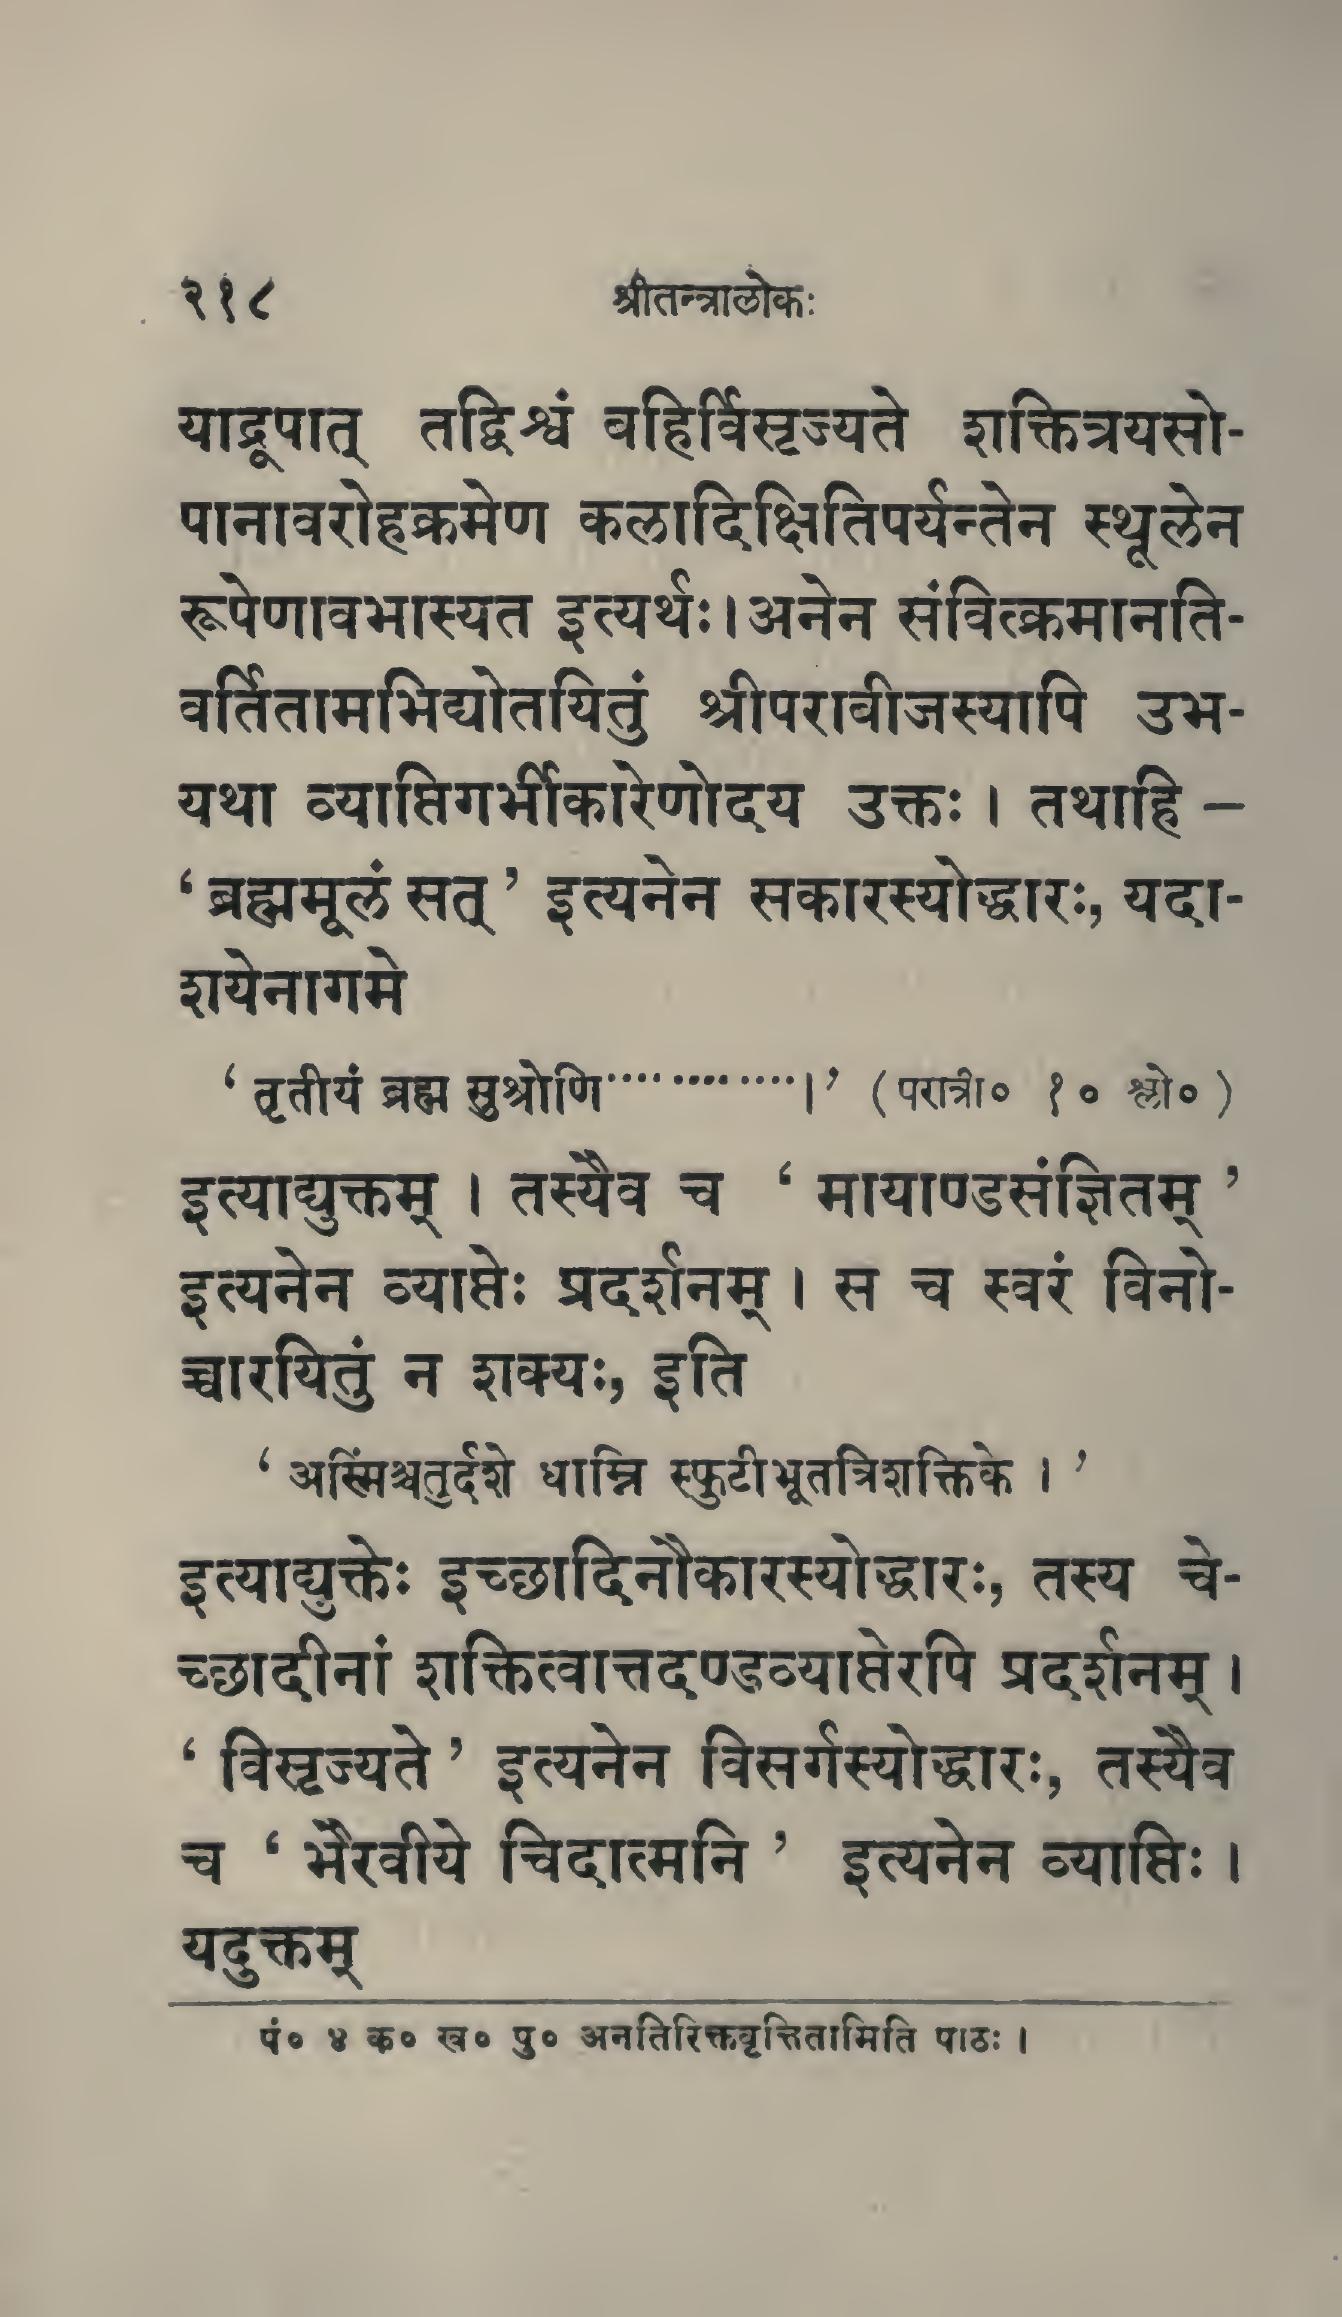 २१८ श्रीतन्त्रालोकः
याद्रूपात् तद्विश्वं बहिर्विसृज्यते शक्तित्रयसो-
पानावरोहक्रमेण कलादिक्षितिपर्यन्तेन स्थूलेन
रूपेणावभास्यत इत्यर्थः। अनेन संवित्क्रमानति-
वर्तितामभिद्योतयितुं श्रीपराबीजस्यापि उभ-
यथा व्याप्तिगर्भीकारेणोदय उक्तः। तथाहि –
‘ब्रह्ममूलं सत्’ इत्यनेन सकारस्योद्धारः, यदा-
शयेनागमे
‘तृतीयं ब्रह्म सुश्रोणि············।’ (परात्री० १० श्लो०)
इत्याद्युक्तम्। तस्यैव च ‘मायाण्डसंज्ञितम्’
इत्यनेन व्याप्तेः प्रदर्शनम्। स च स्वरं विनो-
च्चारयितुं न शक्यः, इति
‘अस्मिंश्चतुर्दशे धाम्नि स्फुटीभूतत्रिशक्तिके।’
इत्याद्युक्तेः इच्छादिनौकारस्योद्धारः, तस्य चे-
च्छादीनां शक्तित्वात्तदण्डव्याप्तेरपि प्रदर्शनम्।
‘विसृज्यते’ इत्यनेन विसर्गस्योद्धारः, तस्यैव
च ‘भैरवीये चिदात्मनि’ इत्यनेन व्याप्तिः।
यदुक्तम्
पं० ४ क० ख० पु० अनतिरिक्तवृत्तितामिति पाठः।